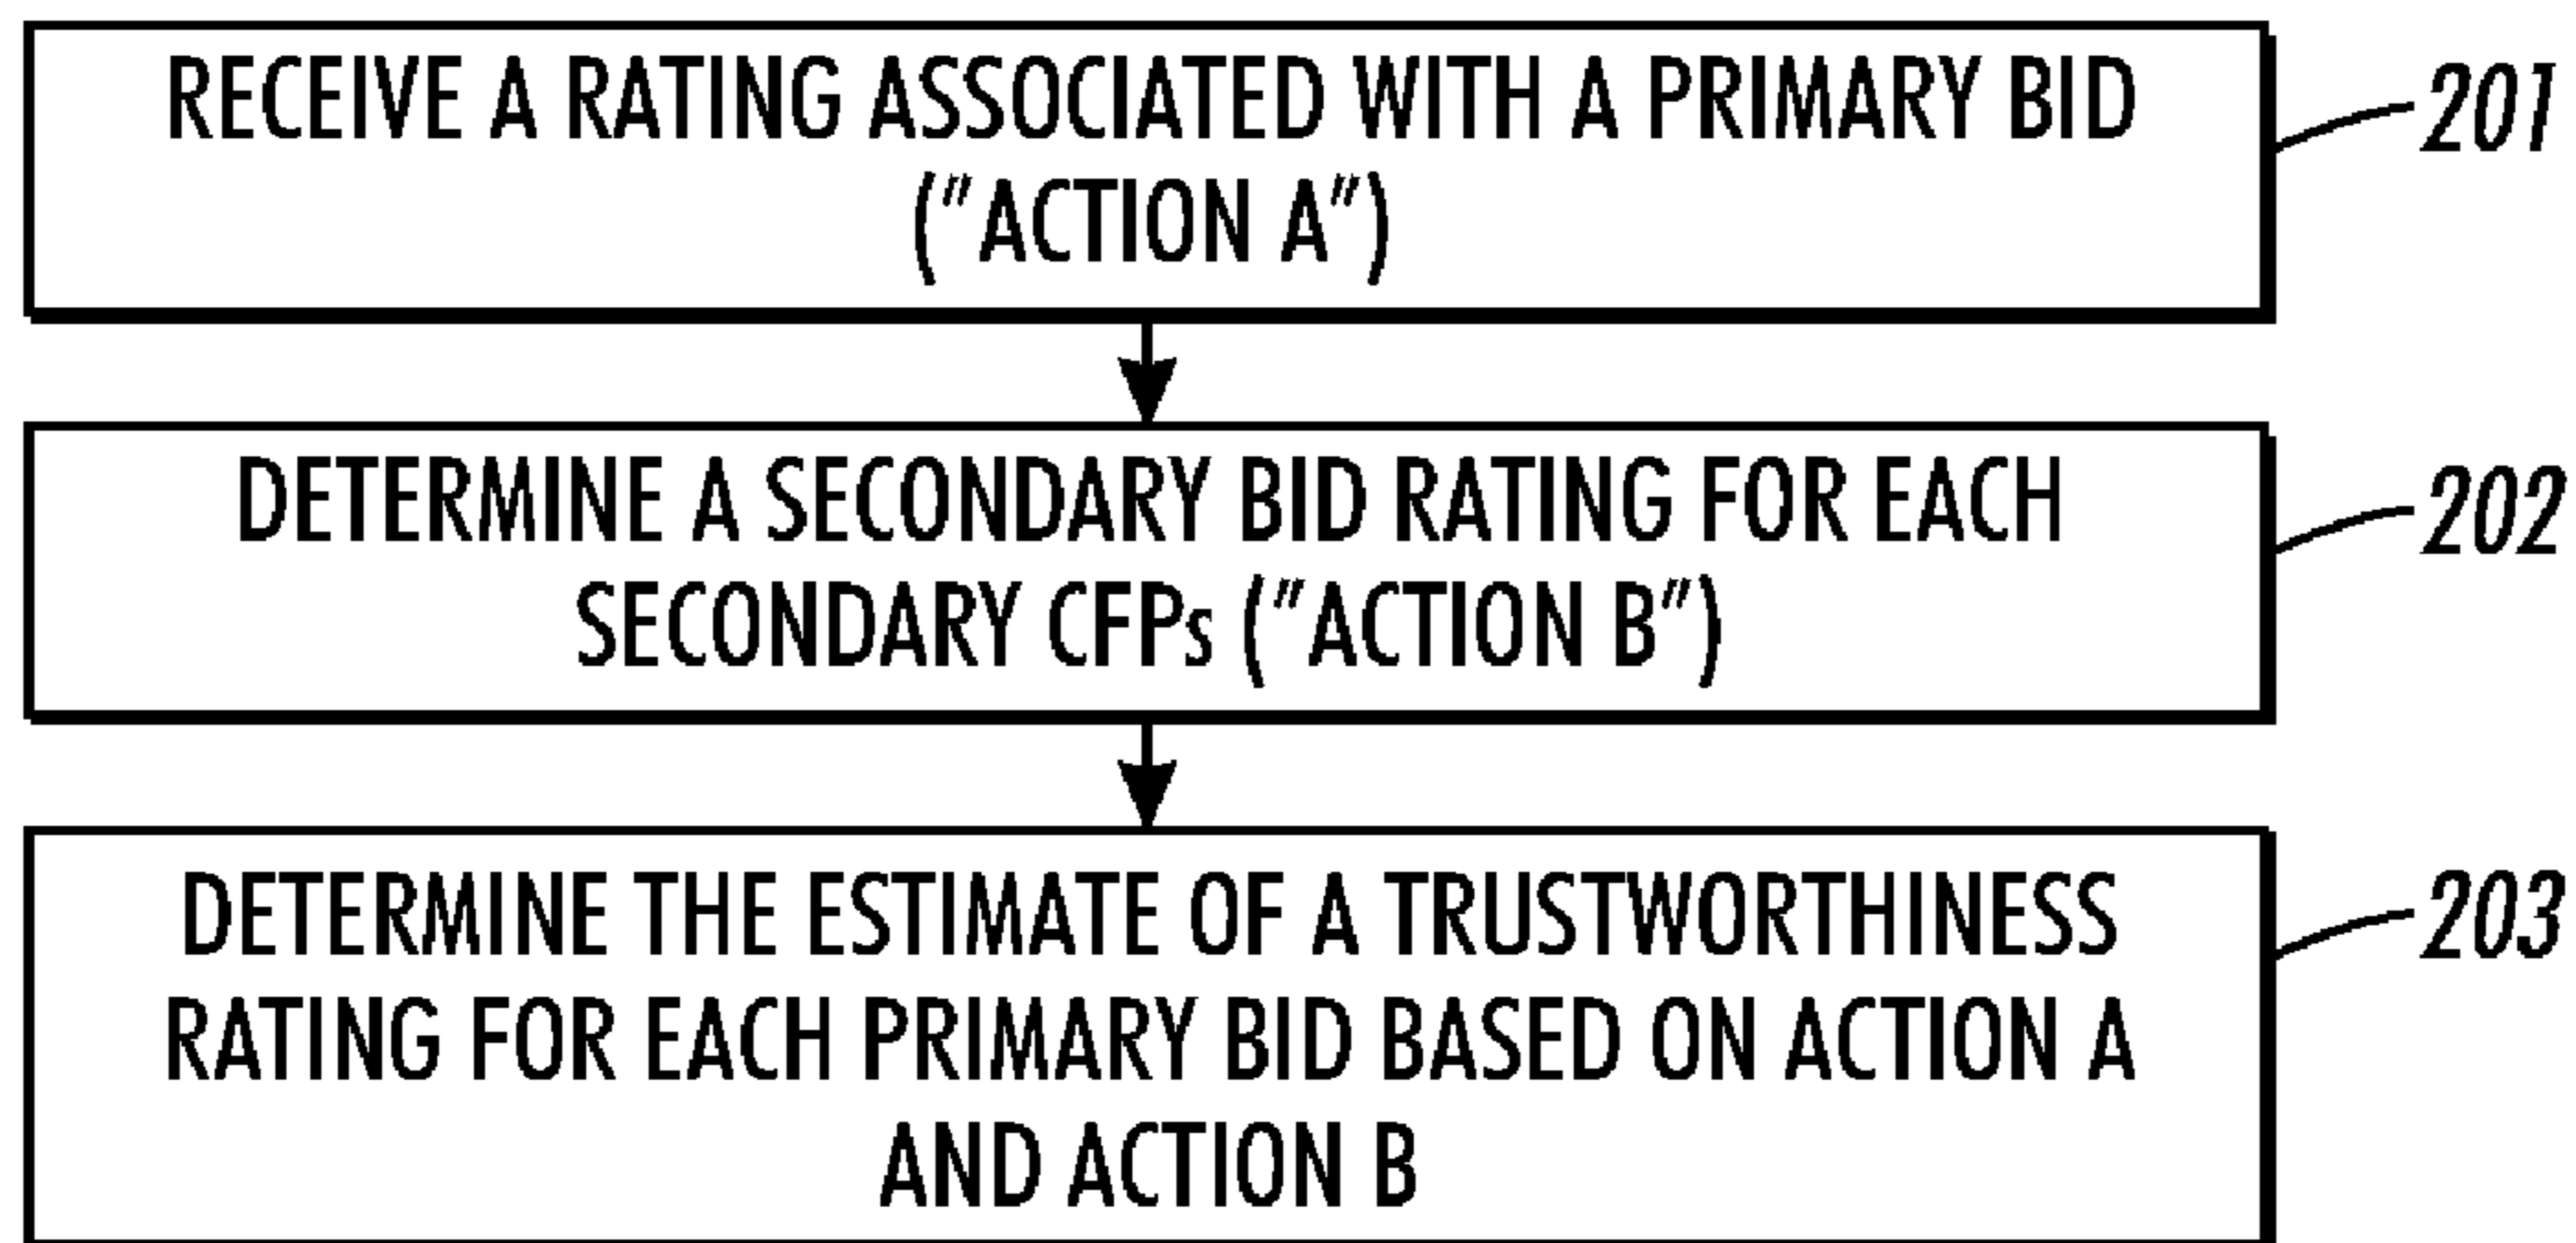 RECEIVE A RATING ASSOCIATED WITH A PRIMARY BID
("ACTION A")
201
DETERMINE A SECONDARY BID RATING FOR EACH
SECONDARY CFPs ("ACTION B")
202
DETERMINE THE ESTIMATE OF A TRUSTWORTHINESS
RATING FOR EACH PRIMARY BID BASED ON ACTION A
AND ACTION B
203